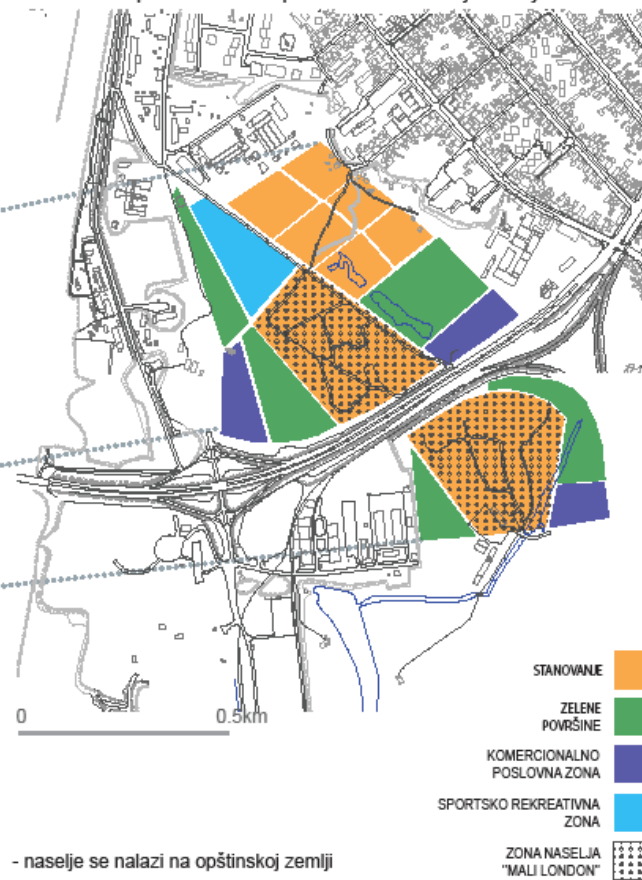 0 0.5km
STANOVANJE
ZELENE
POVRŠINE
KOMERCIONALNO
POSLOVNA ZONA
SPORTSKO REKREATIVNA
ZONA
ZONA NASELJA
"MALI LONDON"
- naselje se nalazi na opštinskoj zemlji